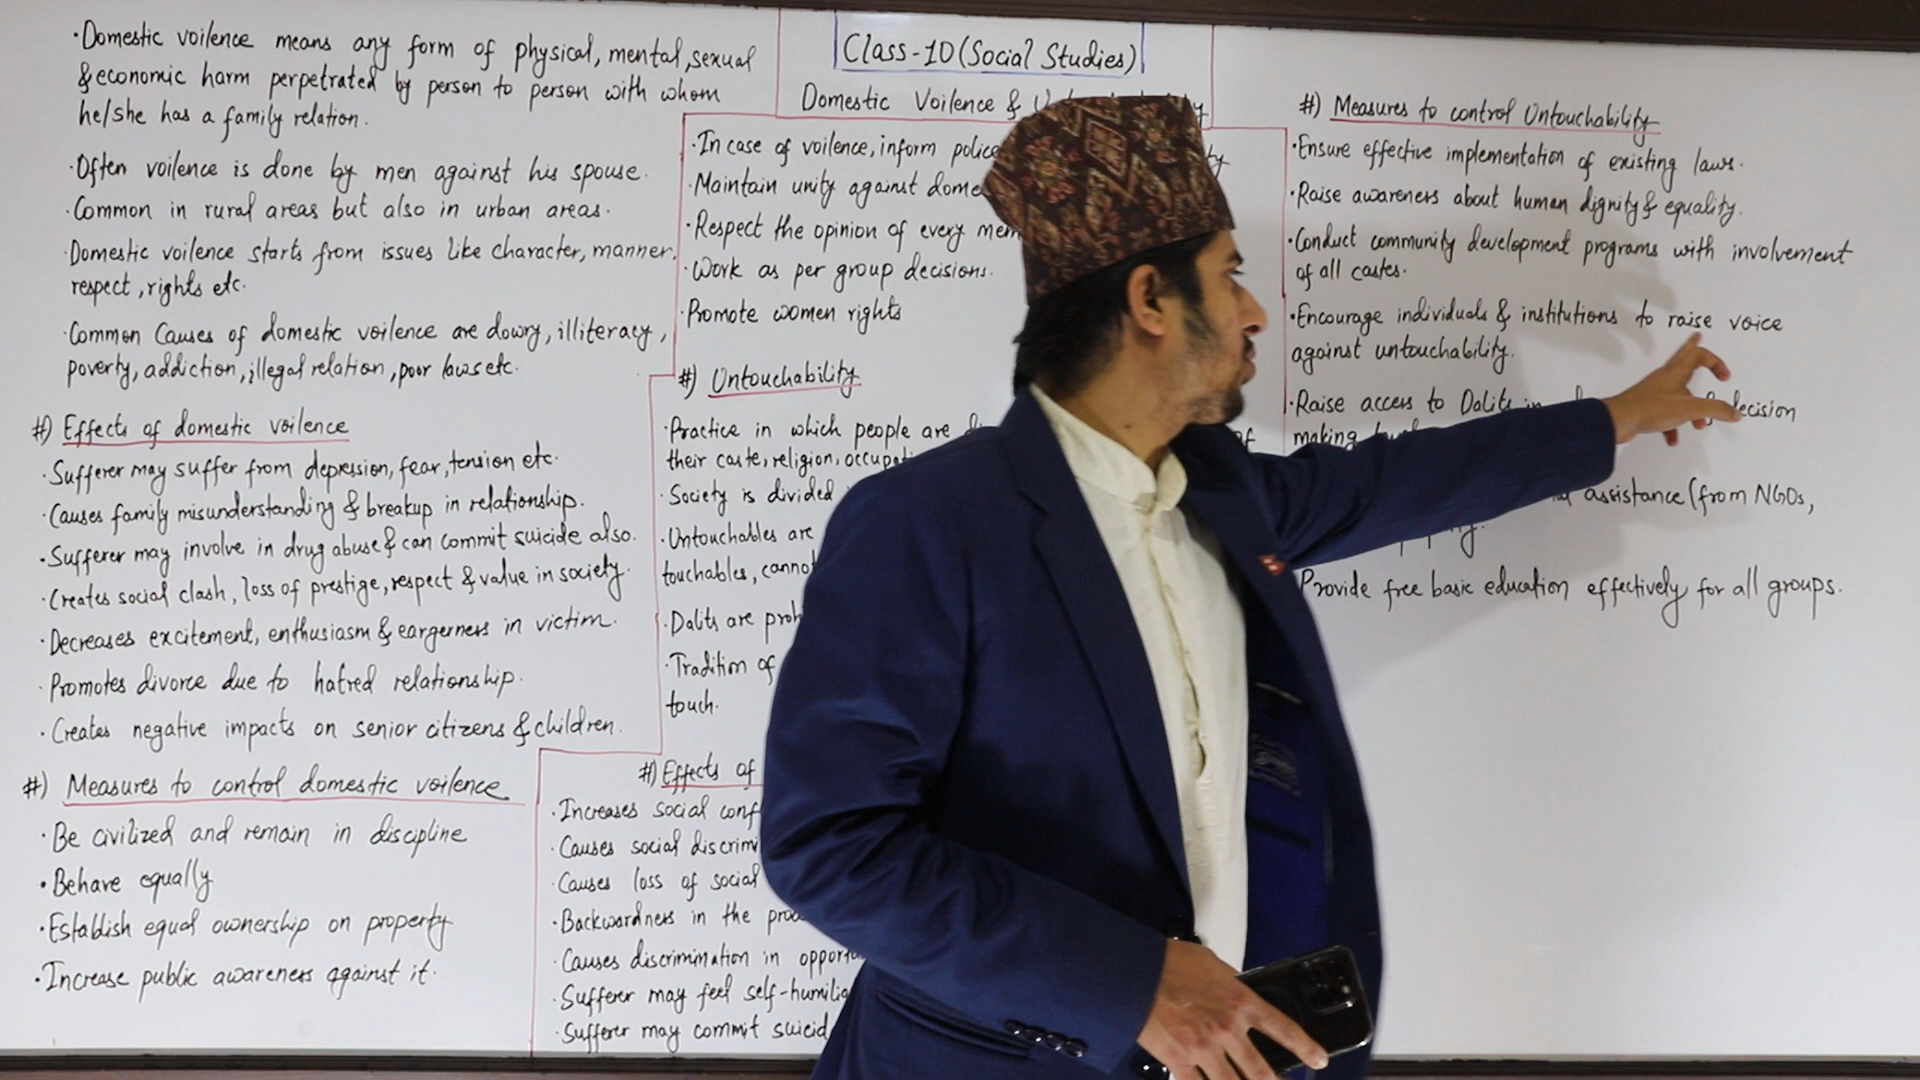 Class-10 (Social Studies)
Domestic Voilence &
·Domestic voilence means any form of physical, mental, sexual
& economic harm perpetrated by person to person with whom
he/she has a family relation.
·Often voilence is done by men against his spouse.
·Common in rural areas but also in urban areas.
·Domestic voilence starts from issues like character, manner,
respect, rights etc.
·Common Causes of domestic voilence are dowry, illiteracy,
poverty, addiction, illegal relation, poor laws etc.
#) Effects of domestic voilence
·Sufferer may suffer from depression, fear, tension etc.
·Causes family misunderstanding & breakup in relationship.
·Sufferer may involve in drug abuse & can commit suicide also.
·Creates social clash, loss of prestige, respect & value in society.
·Decreases excitement, enthusiasm & eargerness in victim.
·Promotes divorce due to hatred relationship.
·Creates negative impacts on senior citizens & children.
#) Measures to control domestic voilence
·Be civilized and remain in discipline
·Behave equally
·Establish equal ownership on property
·Increase public awareness against it.
·In case of voilence, inform police
·Maintain unity against
·Respect the opinion of every
·Work as per group decisions.
·Promote women rights
#) Untouchability
·Practice in which people are
their caste, religion, of
·Society is divided
·Untouchables are
touchables,
·Dalits are
·Tradition of
touch.
#) Effects of
·Increases social
·Causes social
·Causes loss of social
·Backwardness in the
·Causes discrimination in
·Sufferer may feel
·Sufferer may commit
#) Measures to control Untouchability
·Ensure effective implementation of existing laws.
·Raise awareness about human dignity & equality.
·Conduct community development programs with involvement
of all castes.
·Encourage individuals & institutions to raise voice
against untouchability.
·Raise access to Dalits in decision
making
assistance (from NGOs,
Provide free basic education effectively for all groups.